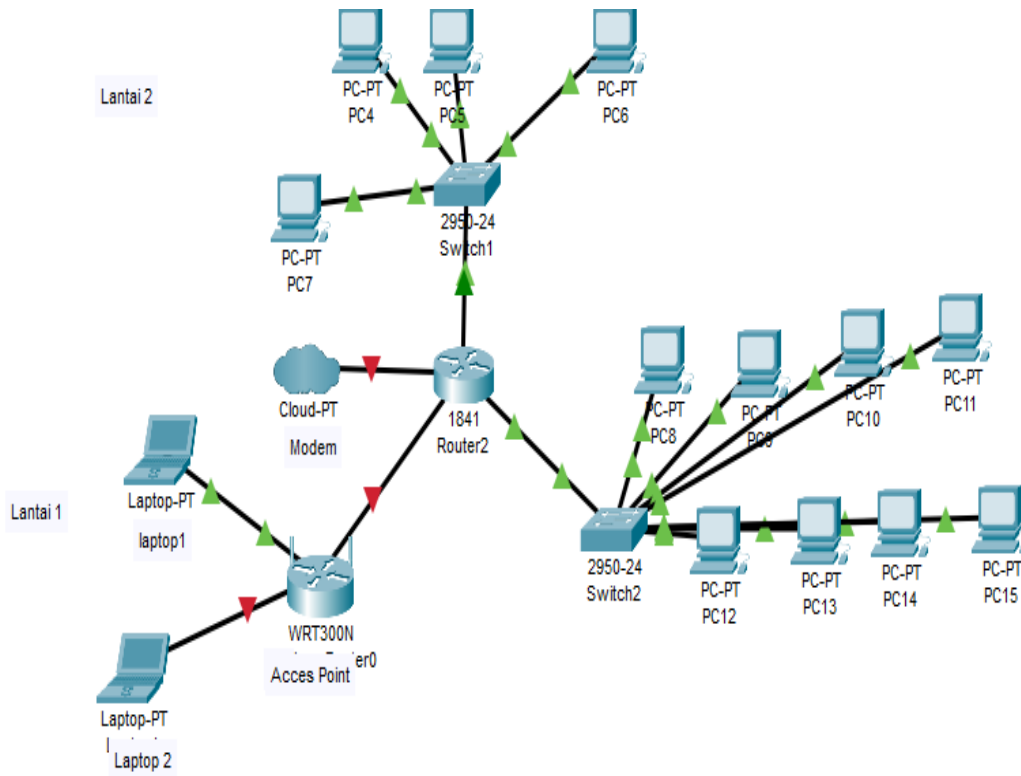 Lantai 2
PC-PT
PC4
PC-PT
PC5
PC-PT
PC6
2950-24
Switch1
PC-PT
PC7
Cloud-PT
Modem
1841
Router2
PC-PT
PC8
PC-PT
PC9
PC-PT
PC10
PC-PT
PC11
Lantai 1
Laptop-PT
laptop1
WRT300N
Acces Point
2950-24
Switch2
PC-PT
PC12
PC-PT
PC13
PC-PT
PC14
PC-PT
PC15
Laptop-PT
Laptop 2